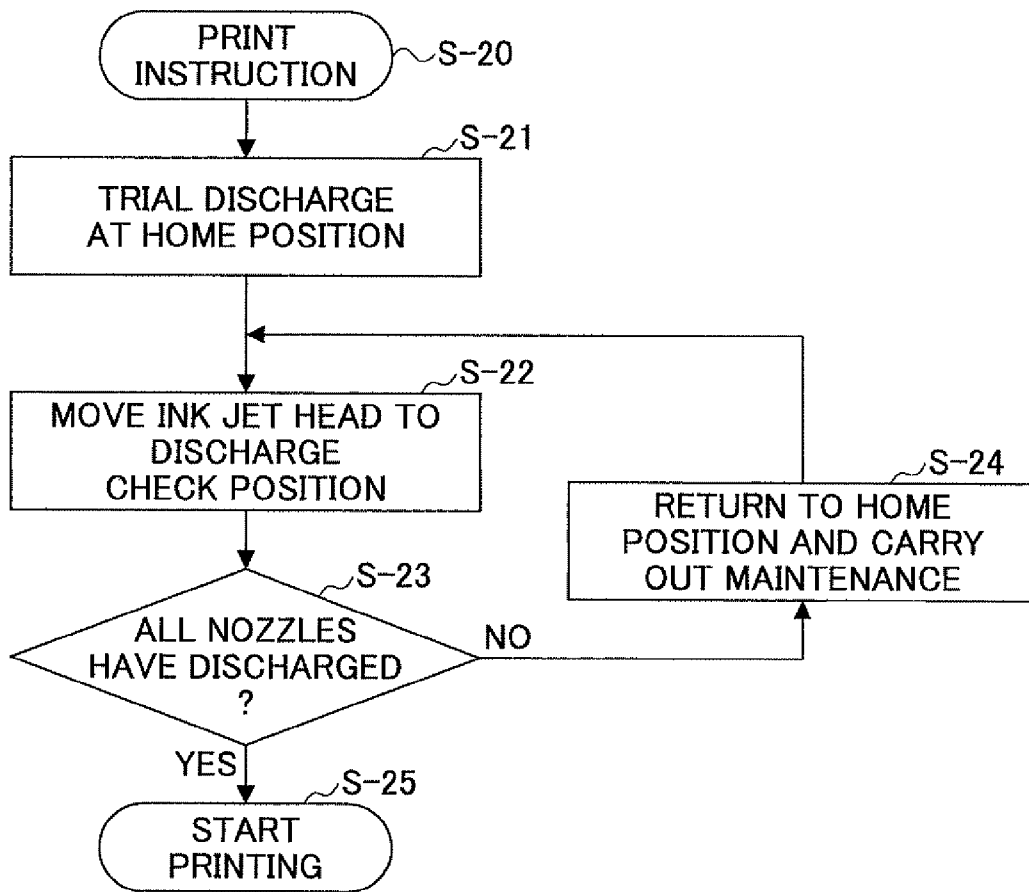 PRINT
INSTRUCTION
S-20
S-21
TRIAL DISCHARGE
AT HOME POSITION
S-22
MOVE INK JET HEAD TO
DISCHARGE
CHECK POSITION
S-24
RETURN TO HOME
POSITION AND CARRY
OUT MAINTENANCE
S-23
ALL NOZZLES
HAVE DISCHARGED
?
NO
YES
S-25
START
PRINTING